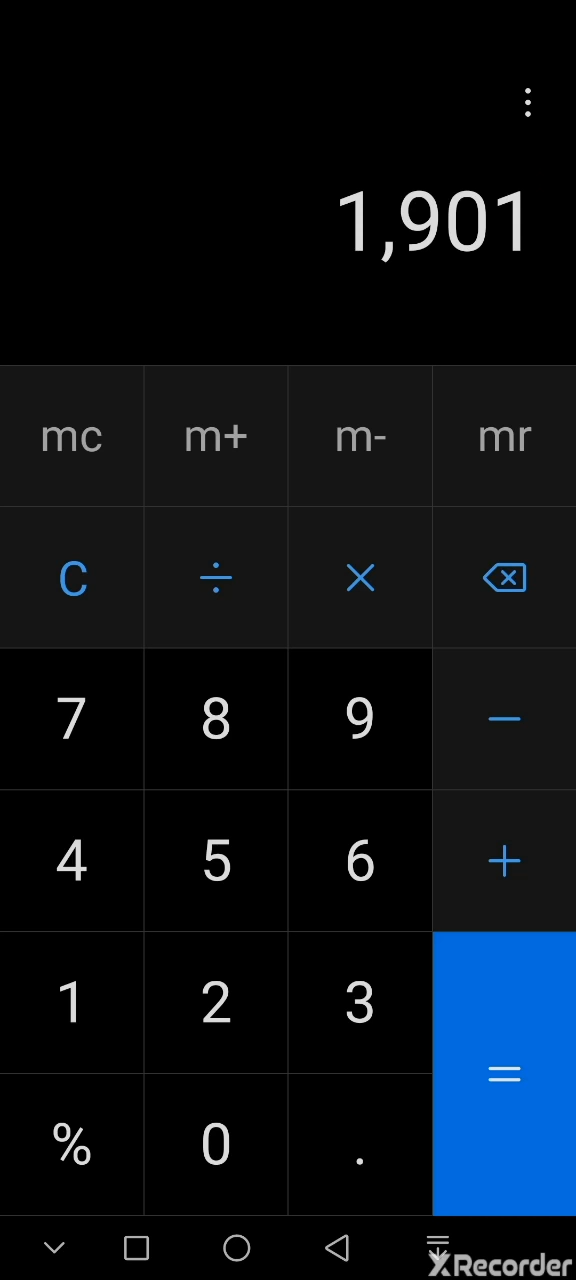 1,901
mc m+ m- mr
C ÷ ×
7 8 9 −
4 5 6 +
1 2 3 =
% 0 .
XRecorder